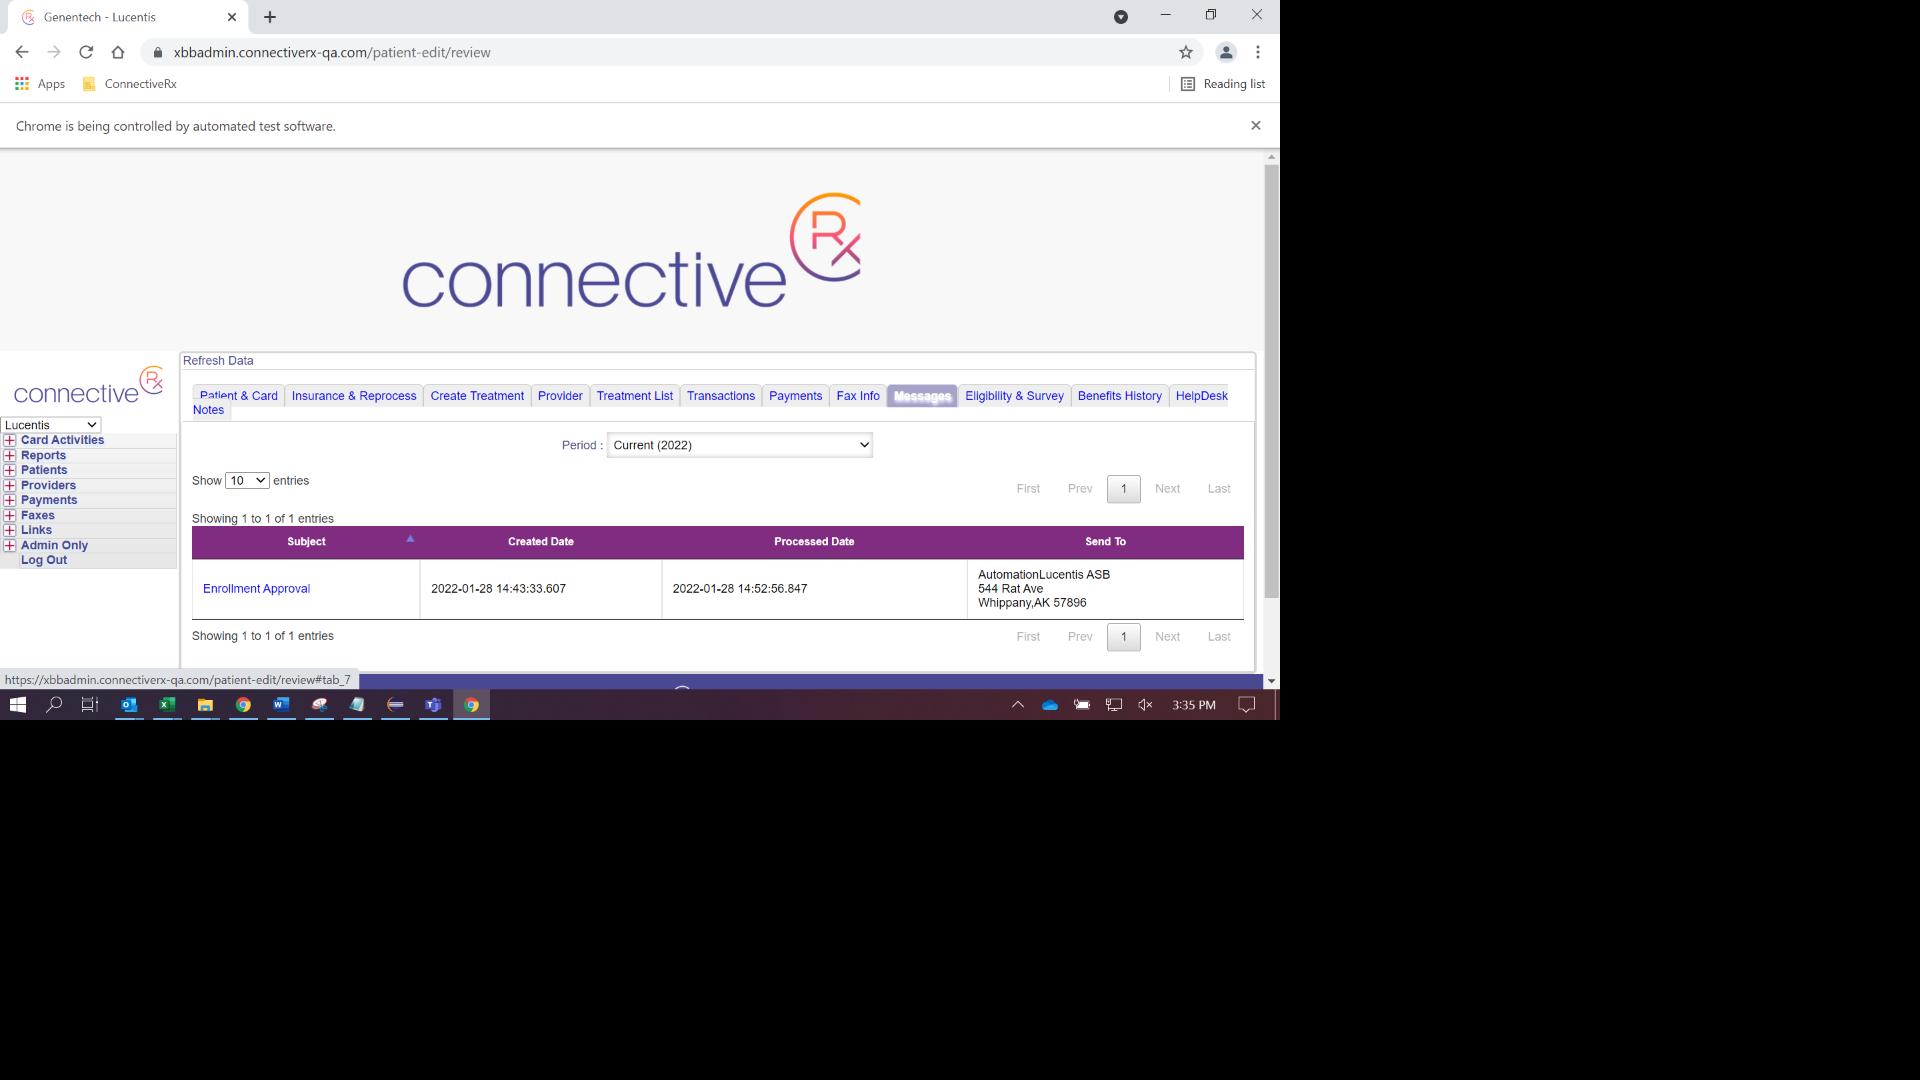 Genentech - Lucentis
xbbadmin.connectiverx-qa.com/patient-edit/review
Apps
ConnectiveRx
Reading list
Chrome is being controlled by automated test software.
connective Rx
Refresh Data
connective Rx
Lucentis
Card Activities
Reports
Patients
Providers
Payments
Faxes
Links
Admin Only
Log Out
Patient & Card Insurance & Reprocess Create Treatment Provider Treatment List Transactions Payments Fax Info Messages Eligibility & Survey Benefits History HelpDesk
Notes
Period : Current (2022)
Show 10 entries
First Prev 1 Next Last
Showing 1 to 1 of 1 entries
Subject Created Date Processed Date Send To
Enrollment Approval 2022-01-28 14:43:33.607 2022-01-28 14:52:56.847 AutomationLucentis ASB
544 Rat Ave
Whippany,AK 57896
Showing 1 to 1 of 1 entries
First Prev 1 Next Last
https://xbbadmin.connectiverx-qa.com/patient-edit/review#tab_7
3:35 PM